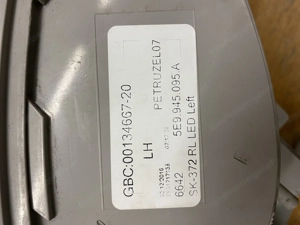 GBC:00134667-20
LH
PETRUZEL07
5E9.945.095.A
6642
SK-372 RL LED Left